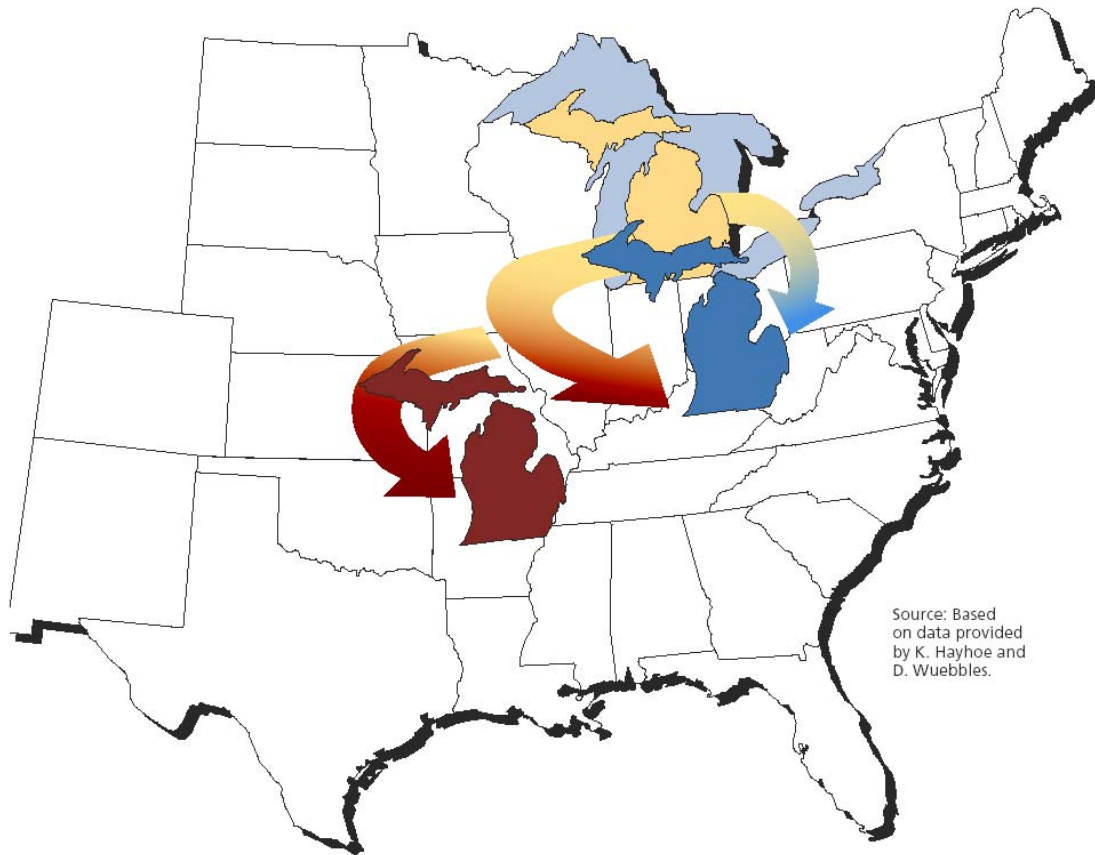 Source: Based
on data provided
by K. Hayhoe and
D. Wuebbles.